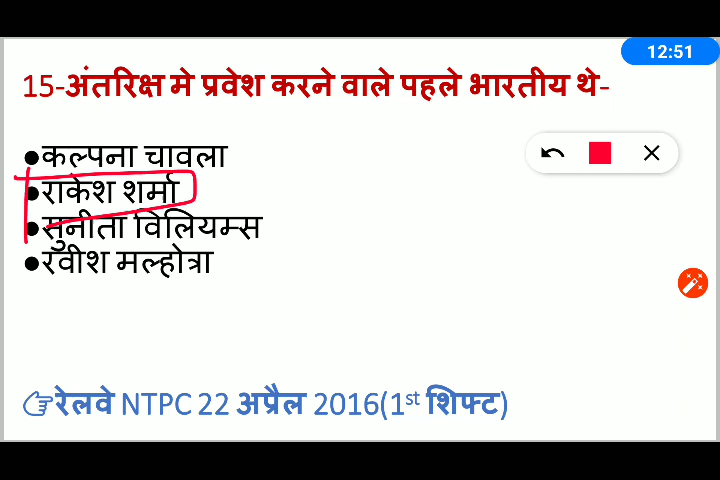 12:51
15-अंतरिक्ष मे प्रवेश करने वाले पहले भारतीय थे-
●कल्पना चावला
●राकेश शर्मा
●सुनीता विलियम्स
●रवीश मल्होत्रा
👉रेलवे NTPC 22 अप्रैल 2016(1st शिफ्ट)